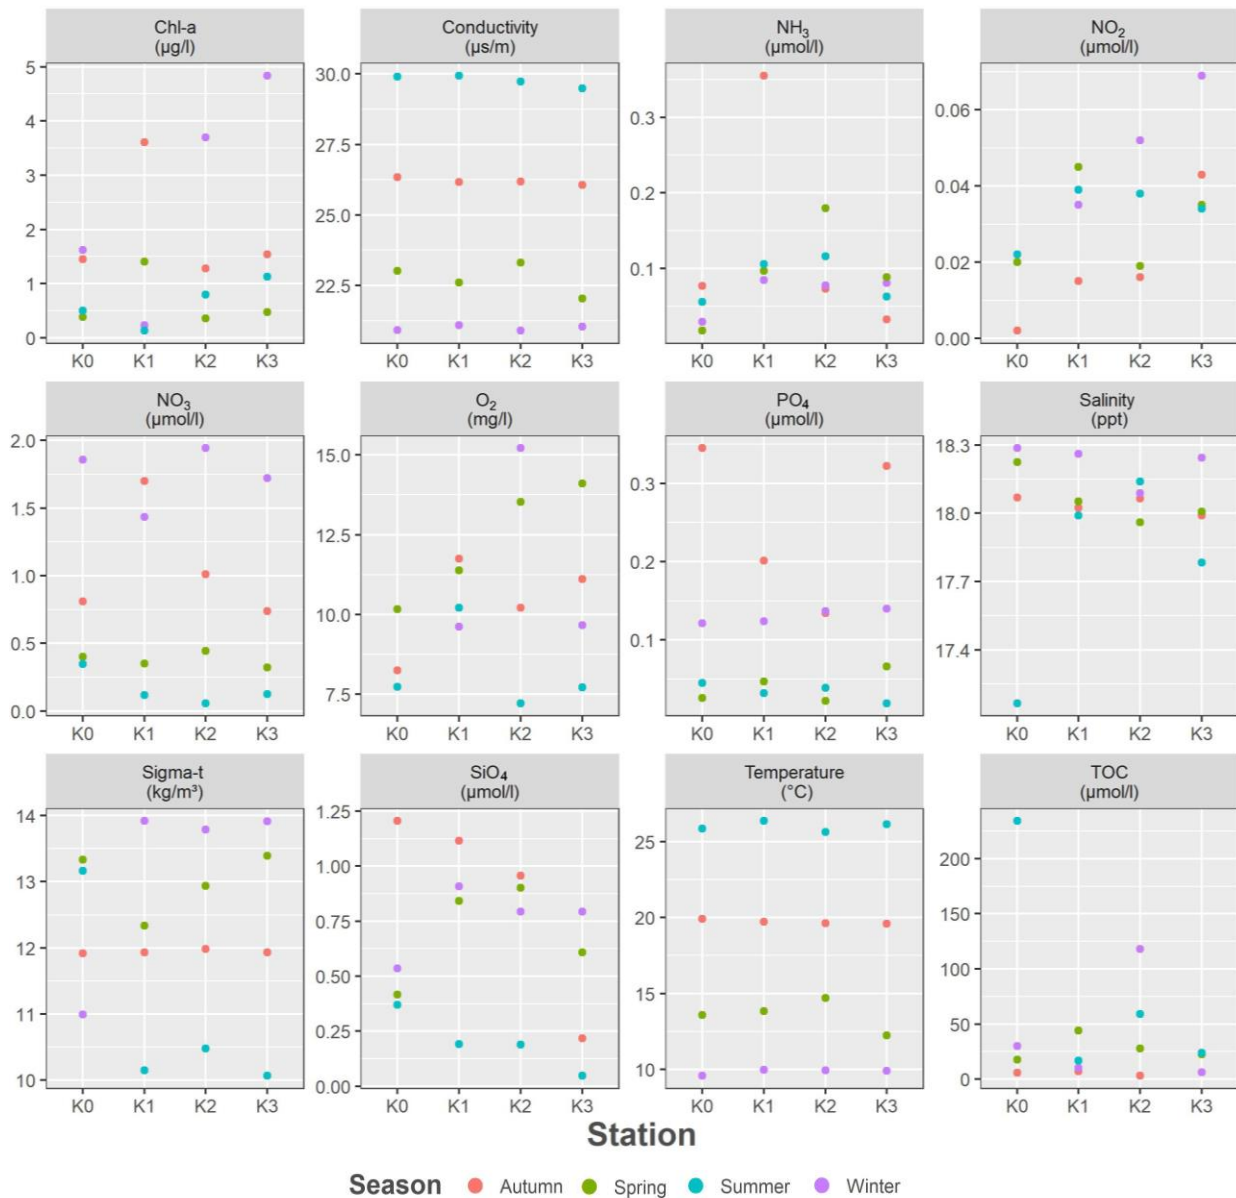 Chl-a
(µg/l)
Conductivity
(µs/m)
NH₃
(µmol/l)
NO₂
(µmol/l)
5
4
3
2
1
0
30.0
27.5
25.0
22.5
0.3
0.2
0.1
0.06
0.04
0.02
0.00
K0 K1 K2 K3
K0 K1 K2 K3
K0 K1 K2 K3
K0 K1 K2 K3
NO₃
(µmol/l)
O₂
(mg/l)
PO₄
(µmol/l)
Salinity
(ppt)
2.0
1.5
1.0
0.5
0.0
15.0
12.5
10.0
7.5
0.3
0.2
0.1
18.3
18.0
17.7
17.4
K0 K1 K2 K3
K0 K1 K2 K3
K0 K1 K2 K3
K0 K1 K2 K3
Sigma-t
(kg/m³)
SiO₄
(µmol/l)
Temperature
(°C)
TOC
(µmol/l)
14
13
12
11
10
1.25
1.00
0.75
0.50
0.25
0.00
25
20
15
10
200
150
100
50
0
K0 K1 K2 K3
K0 K1 K2 K3
K0 K1 K2 K3
K0 K1 K2 K3
Station
Season Autumn Spring Summer Winter